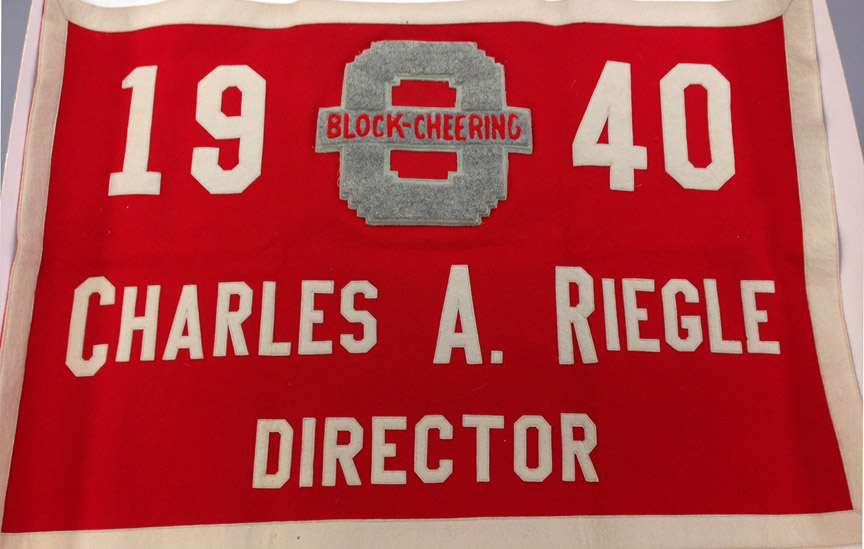 19 BLOCK-CHEERING 40
CHARLES A. RIEGLE
DIRECTOR